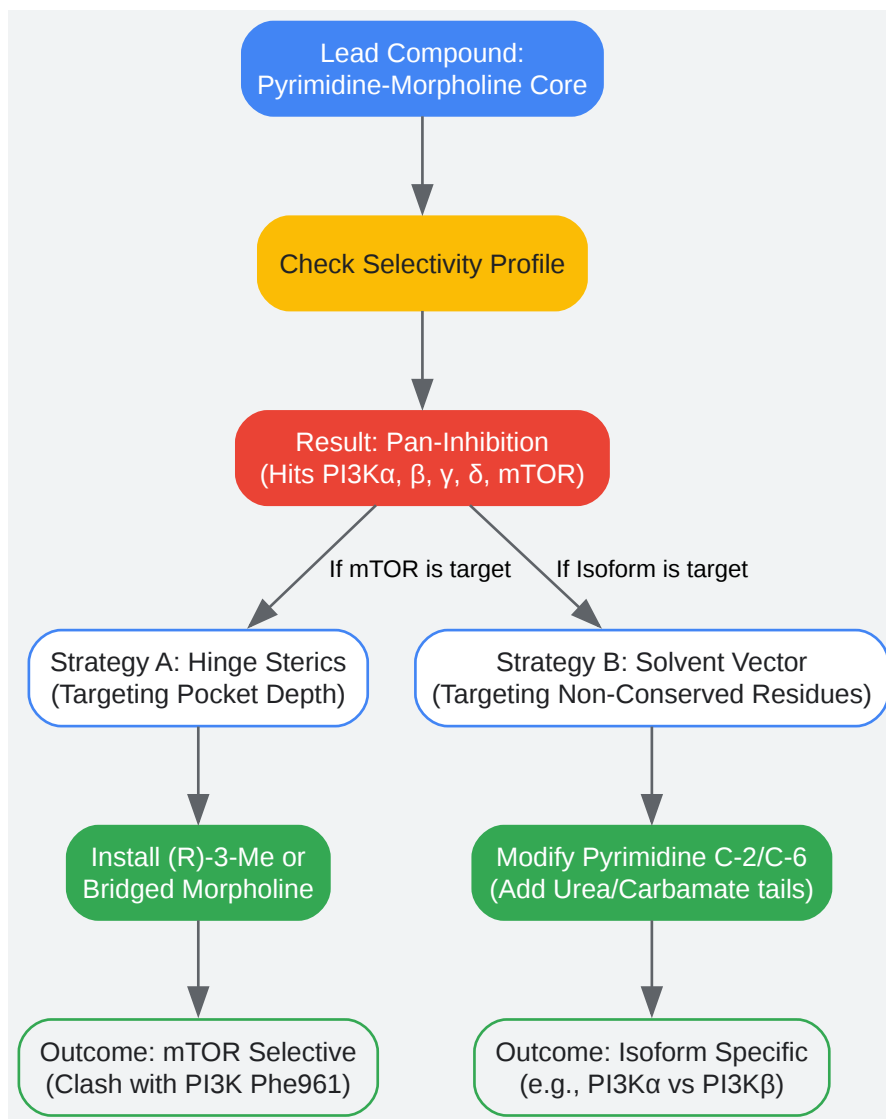 Lead Compound:
Pyrimidine-Morpholine Core
Check Selectivity Profile
Result: Pan-Inhibition
(Hits PI3Kα, β, γ, δ, mTOR)
If mTOR is target
If Isoform is target
Strategy A: Hinge Sterics
(Targeting Pocket Depth)
Strategy B: Solvent Vector
(Targeting Non-Conserved Residues)
Install (R)-3-Me or
Bridged Morpholine
Modify Pyrimidine C-2/C-6
(Add Urea/Carbamate tails)
Outcome: mTOR Selective
(Clash with PI3K Phe961)
Outcome: Isoform Specific
(e.g., PI3Kα vs PI3Kβ)